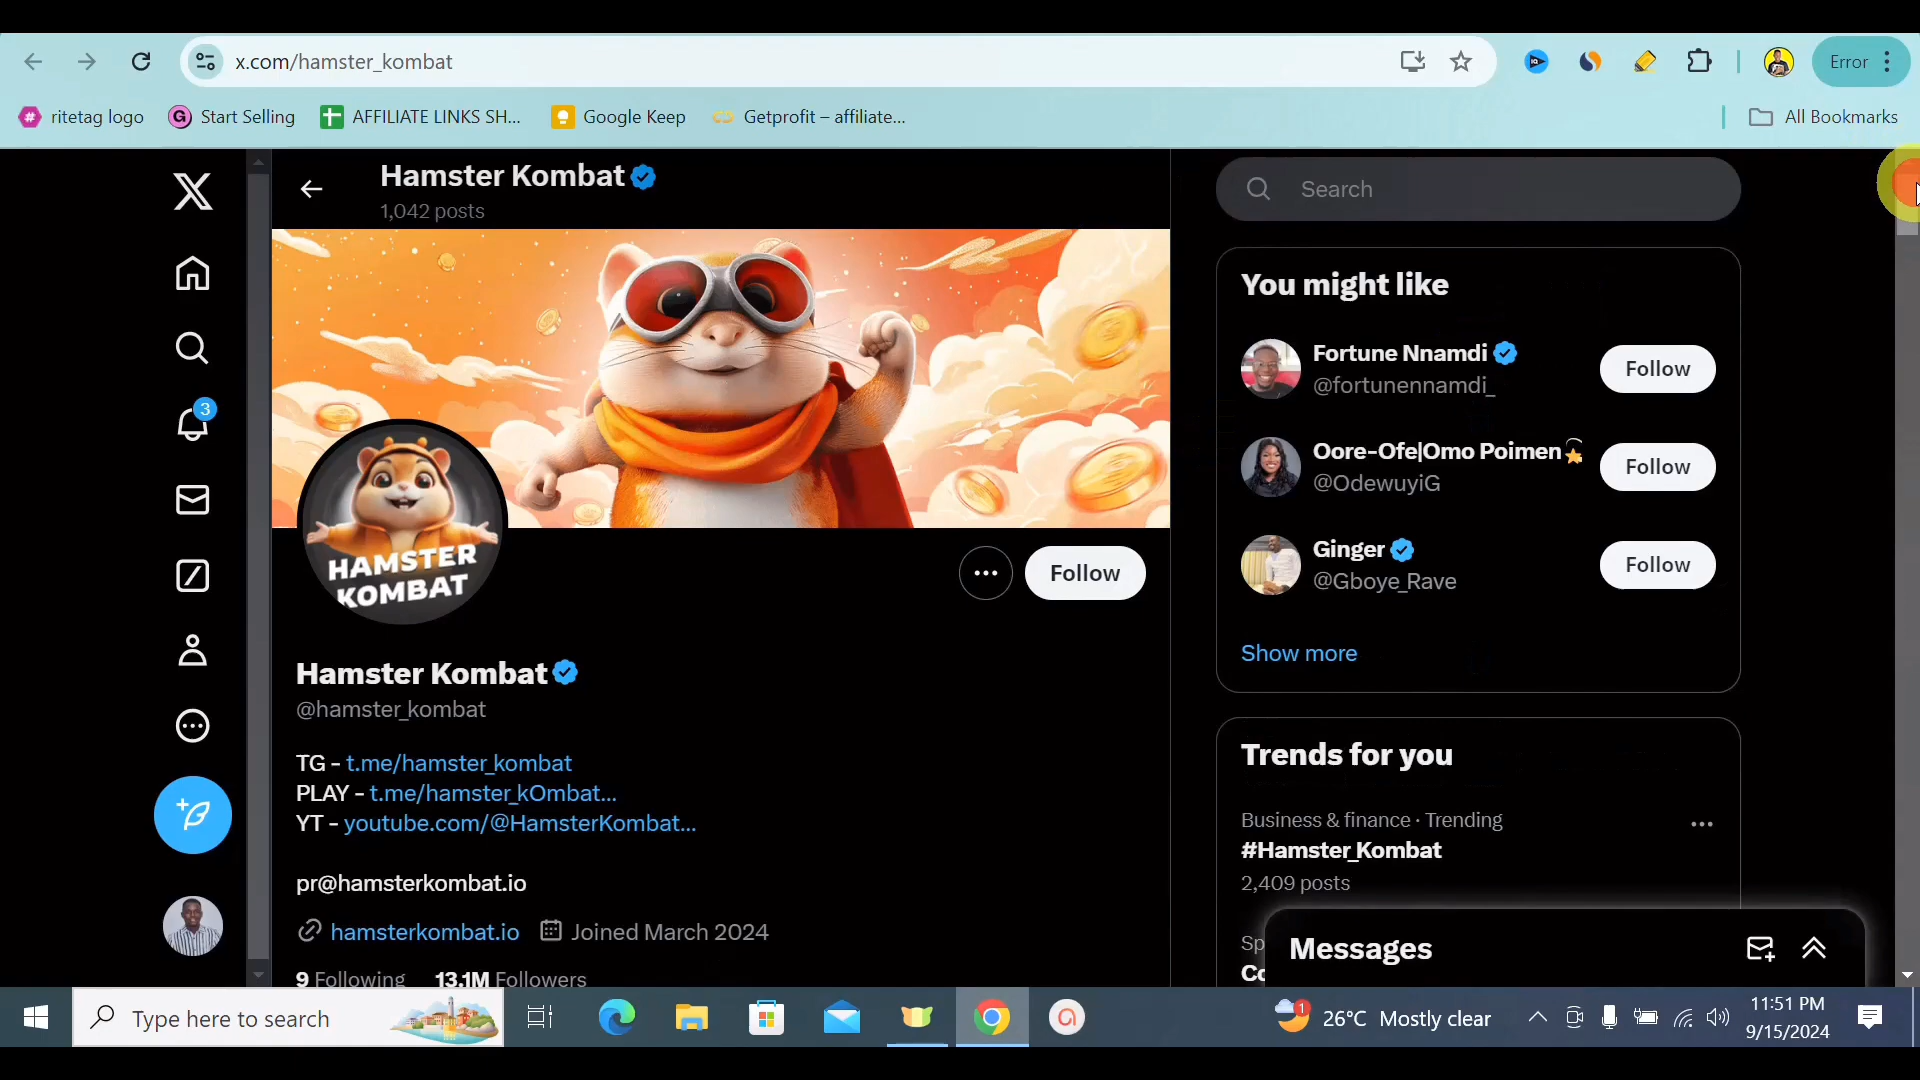 x.com/hamster_kombat
Error
ritetag logo
Start Selling
AFFILIATE LINKS SH...
Google Keep
Getprofit – affiliate...
All Bookmarks
Hamster Kombat
1,042 posts
Search
You might like
Fortune Nnamdi
@fortunennamdi_
Follow
Oore-Ofe|Omo Poimen
@OdewuyiG
Follow
Ginger
@Gboye_Rave
Follow
Show more
3
HAMSTER
KOMBAT
Follow
Hamster Kombat
@hamster_kombat
TG - t.me/hamster_kombat
PLAY - t.me/hamster_kOmbat...
YT - youtube.com/@HamsterKombat...
pr@hamsterkombat.io
hamsterkombat.io Joined March 2024
9 Following 13.1M Followers
Trends for you
Business & finance · Trending
#Hamster_Kombat
2,409 posts
Sp
Co
Messages
Type here to search
1
26°C Mostly clear
11:51 PM
9/15/2024